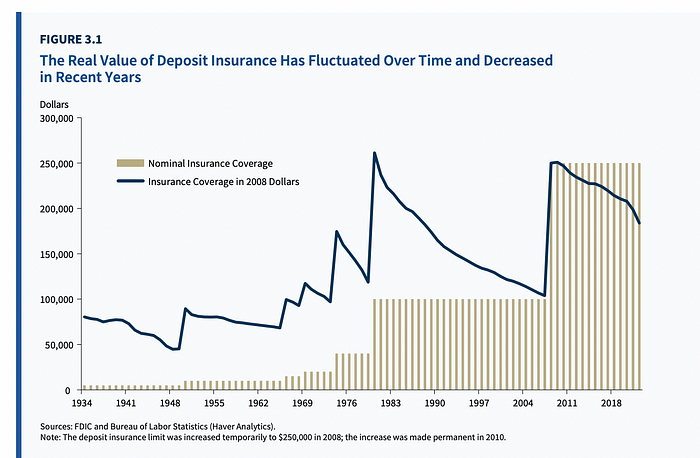 FIGURE 3.1
The Real Value of Deposit Insurance Has Fluctuated Over Time and Decreased
in Recent Years
Dollars
300,000
250,000
200,000
150,000
100,000
50,000
0
Nominal Insurance Coverage
Insurance Coverage in 2008 Dollars
1934 1941 1948 1955 1962 1969 1976 1983 1990 1997 2004 2011 2018
Sources: FDIC and Bureau of Labor Statistics (Haver Analytics).
Note: The deposit insurance limit was increased temporarily to $250,000 in 2008; the increase was made permanent in 2010.